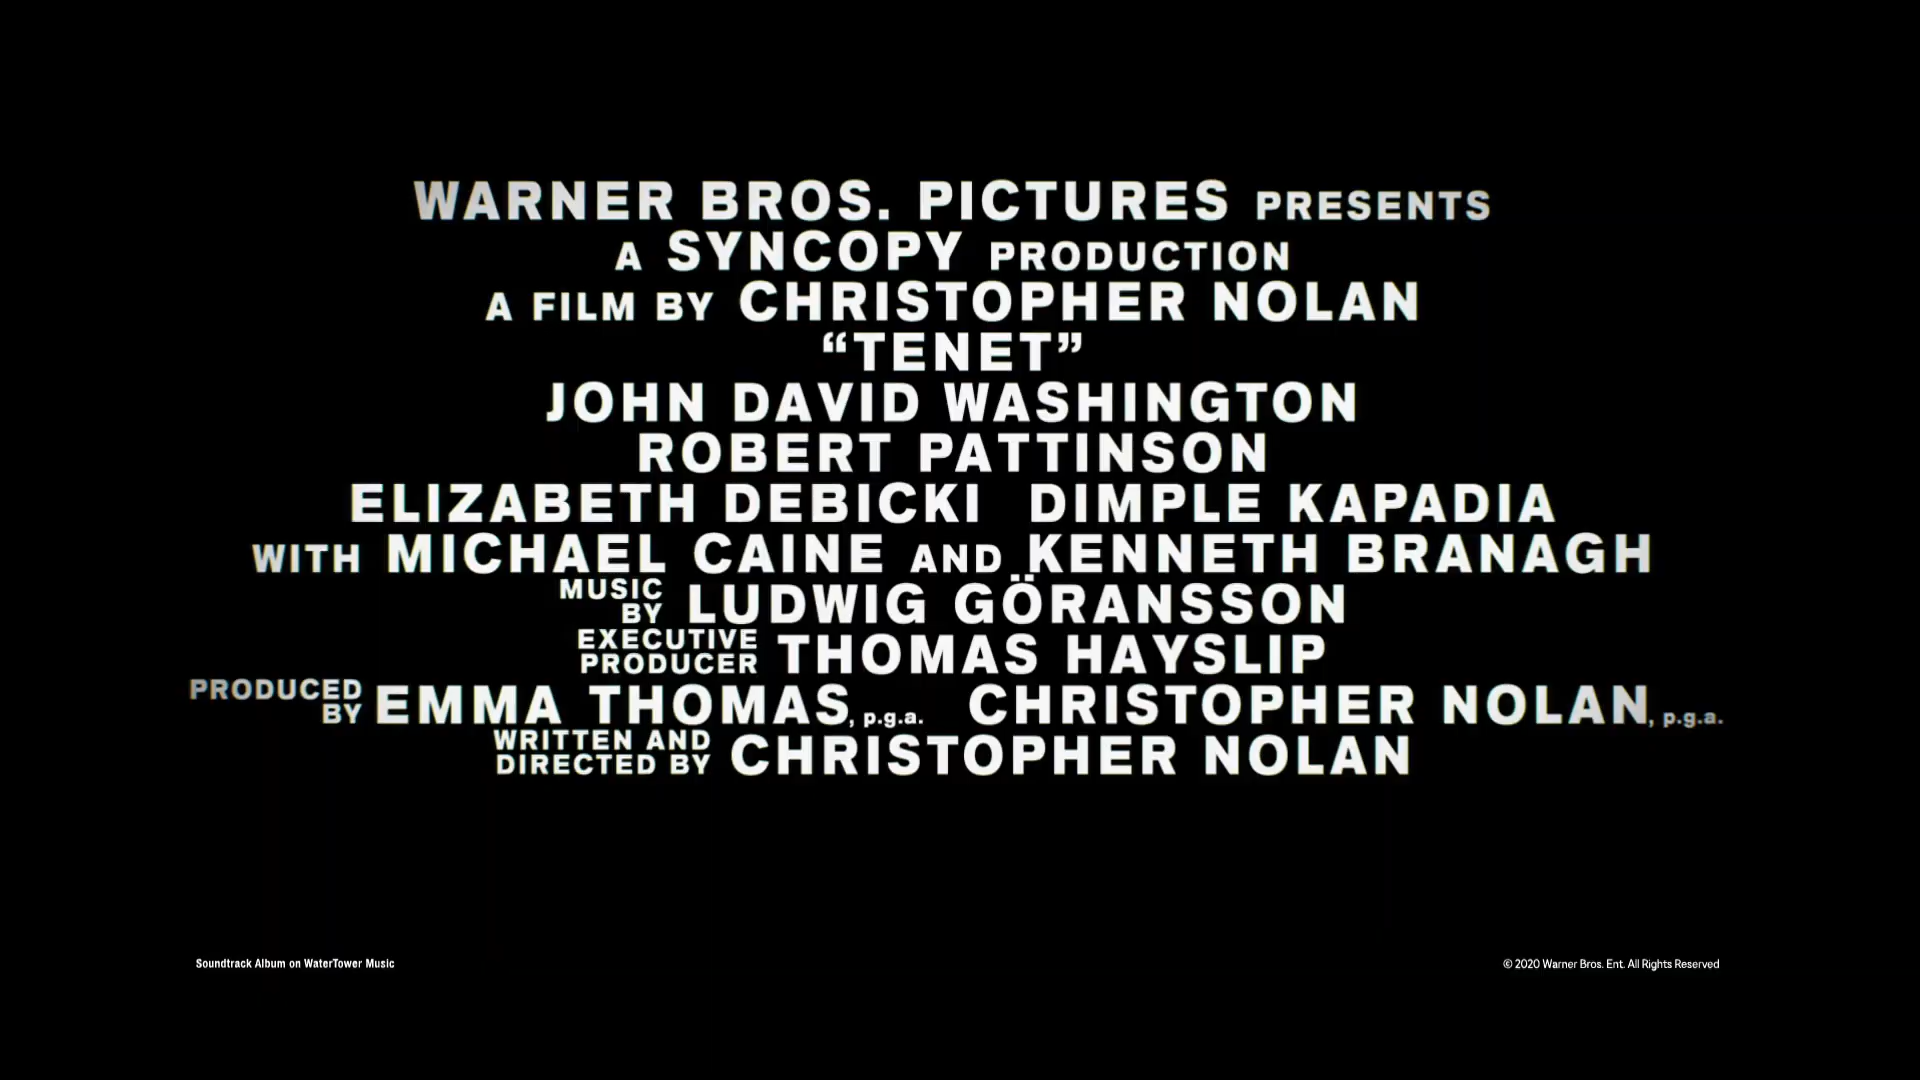 WARNER BROS. PICTURES PRESENTS
A SYNCOPY PRODUCTION
A FILM BY CHRISTOPHER NOLAN
“TENET”
JOHN DAVID WASHINGTON
ROBERT PATTINSON
ELIZABETH DEBICKI DIMPLE KAPADIA
WITH MICHAEL CAINE AND KENNETH BRANAGH
MUSIC BY LUDWIG GÖRANSSON
EXECUTIVE PRODUCER THOMAS HAYSLIP
PRODUCED BY EMMA THOMAS, p.g.a. CHRISTOPHER NOLAN, p.g.a.
WRITTEN AND DIRECTED BY CHRISTOPHER NOLAN
Soundtrack Album on WaterTower Music
© 2020 Warner Bros. Ent. All Rights Reserved